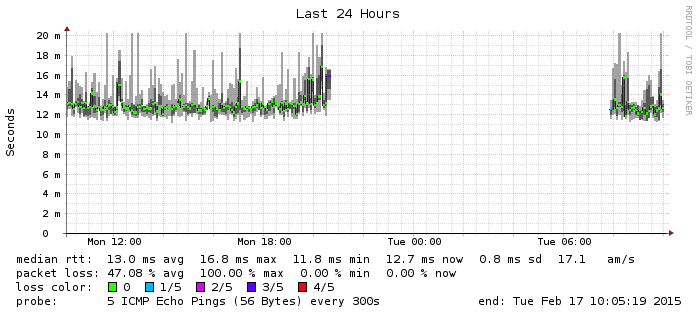 Last 24 Hours
RRDTOOL / TOBI OETIKER
Seconds
20 m
18 m
16 m
14 m
12 m
10 m
8 m
6 m
4 m
2 m
0
Mon 12:00 Mon 18:00 Tue 00:00 Tue 06:00
median rtt: 13.0 ms avg 16.8 ms max 11.8 ms min 12.7 ms now 0.8 ms sd 17.1 am/s
packet loss: 47.08 % avg 100.00 % max 0.00 % min 0.00 % now
loss color: 0 1/5 2/5 3/5 4/5
probe: 5 ICMP Echo Pings (56 Bytes) every 300s end: Tue Feb 17 10:05:19 2015